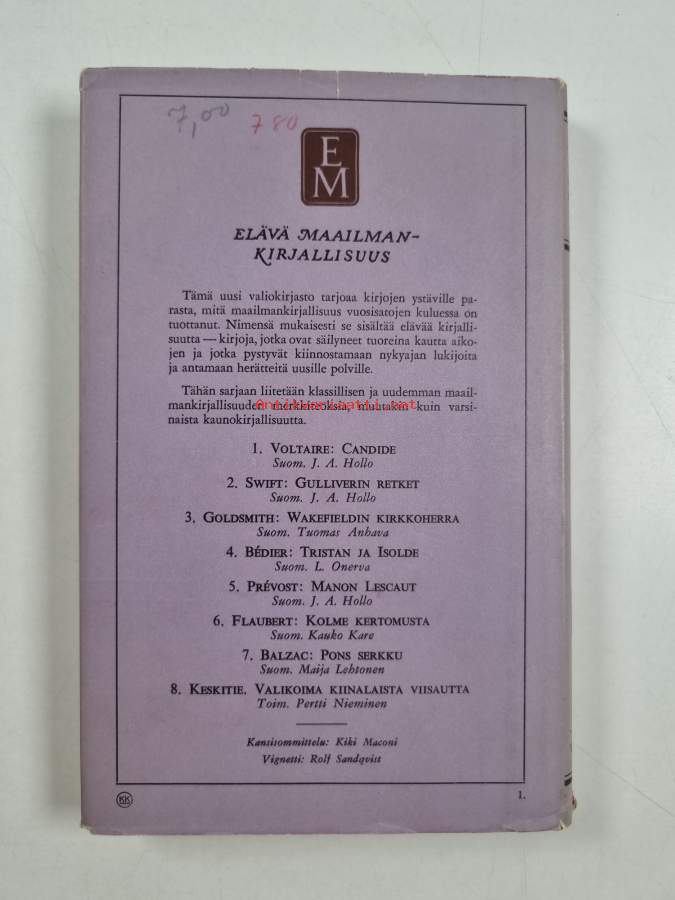 7,00 780
E
M
ELÄVÄ MAAILMAN-
KIRJALLISUUS
Tämä uusi valiokirjasto tarjoaa kirjojen ystäville pa-
rasta, mitä maailmankirjallisuus vuosisatojen kuluessa on
tuottanut. Nimensä mukaisesti se sisältää elävää kirjalli-
suutta — kirjoja, jotka ovat säilyneet tuoreina kautta aiko-
jen ja jotka pystyvät kiinnostamaan nykyajan lukijoita
ja antamaan herätteitä uusille polville.
Tähän sarjaan liitetään klassillisen ja uudemman maail-
mankirjallisuuden merkkiteoksia, muutakin kuin varsi-
Antikvariaatti.net
naista kaunokirjallisuutta.
1. VOLTAIRE: CANDIDE
Suom. J. A. Hollo
2. SWIFT: GULLIVERIN RETKET
Suom. J. A. Hollo
3. GOLDSMITH: WAKEFIELDIN KIRKKOHERRA
Suom. Tuomas Anhava
4. BÉDIER: TRISTAN JA ISOLDE
Suom. L. Onerva
5. PRÉVOST: MANON LESCAUT
Suom. J. A. Hollo
6. FLAUBERT: KOLME KERTOMUSTA
Suom. Kauko Kare
7. BALZAC: PONS SERKKU
Suom. Maija Lehtonen
8. KESKITIE. VALIKOIMA KIINALAISTA VIISAUTTA
Toim. Pertti Nieminen
Kansisommittelu: Kiki Maconi
Vignetti: Rolf Sandqvist
KK 1.